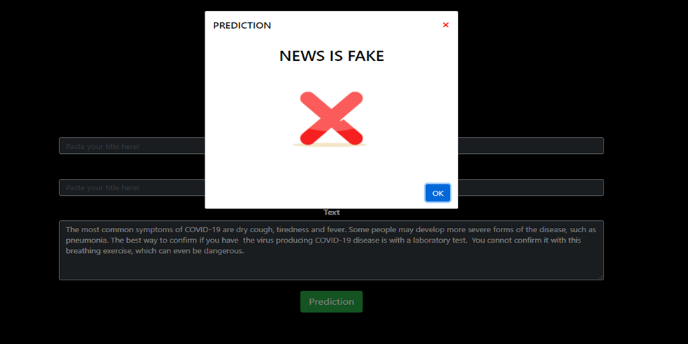 PREDICTION
×
NEWS IS FAKE
OK
Paste your title here!
Paste your title here!
Text
The most common symptoms of COVID-19 are dry cough, tiredness and fever. Some people may develop more severe forms of the disease, such as
pneumonia. The best way to confirm if you have the virus producing COVID-19 disease is with a laboratory test. You cannot confirm it with this
breathing exercise, which can even be dangerous.
Prediction